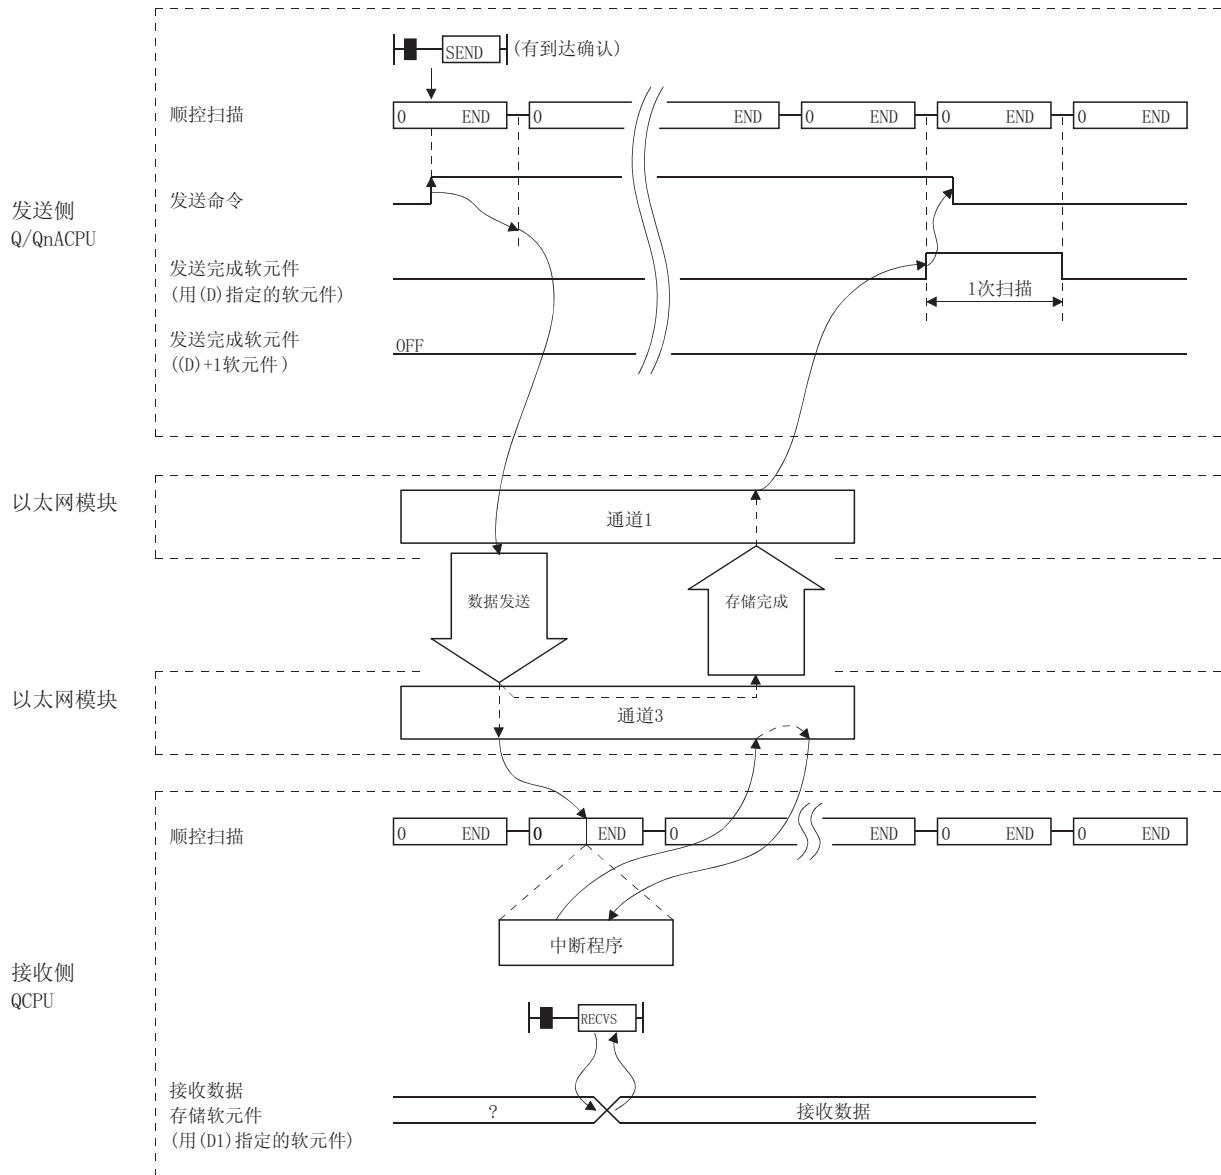 SEND (有到达确认)
顺控扫描
0 END 0 END 0 END 0 END 0 END
发送侧
Q/QnACPU
发送命令
发送完成软元件
(用(D)指定的软元件)
1次扫描
发送完成软元件
((D)+1软元件)
OFF
以太网模块
通道1
数据发送
存储完成
以太网模块
通道3
顺控扫描
0 END 0 END 0 END 0 END 0 END
中断程序
接收侧
QCPU
RECVS
接收数据
存储软元件
(用(D1)指定的软元件)
?
接收数据